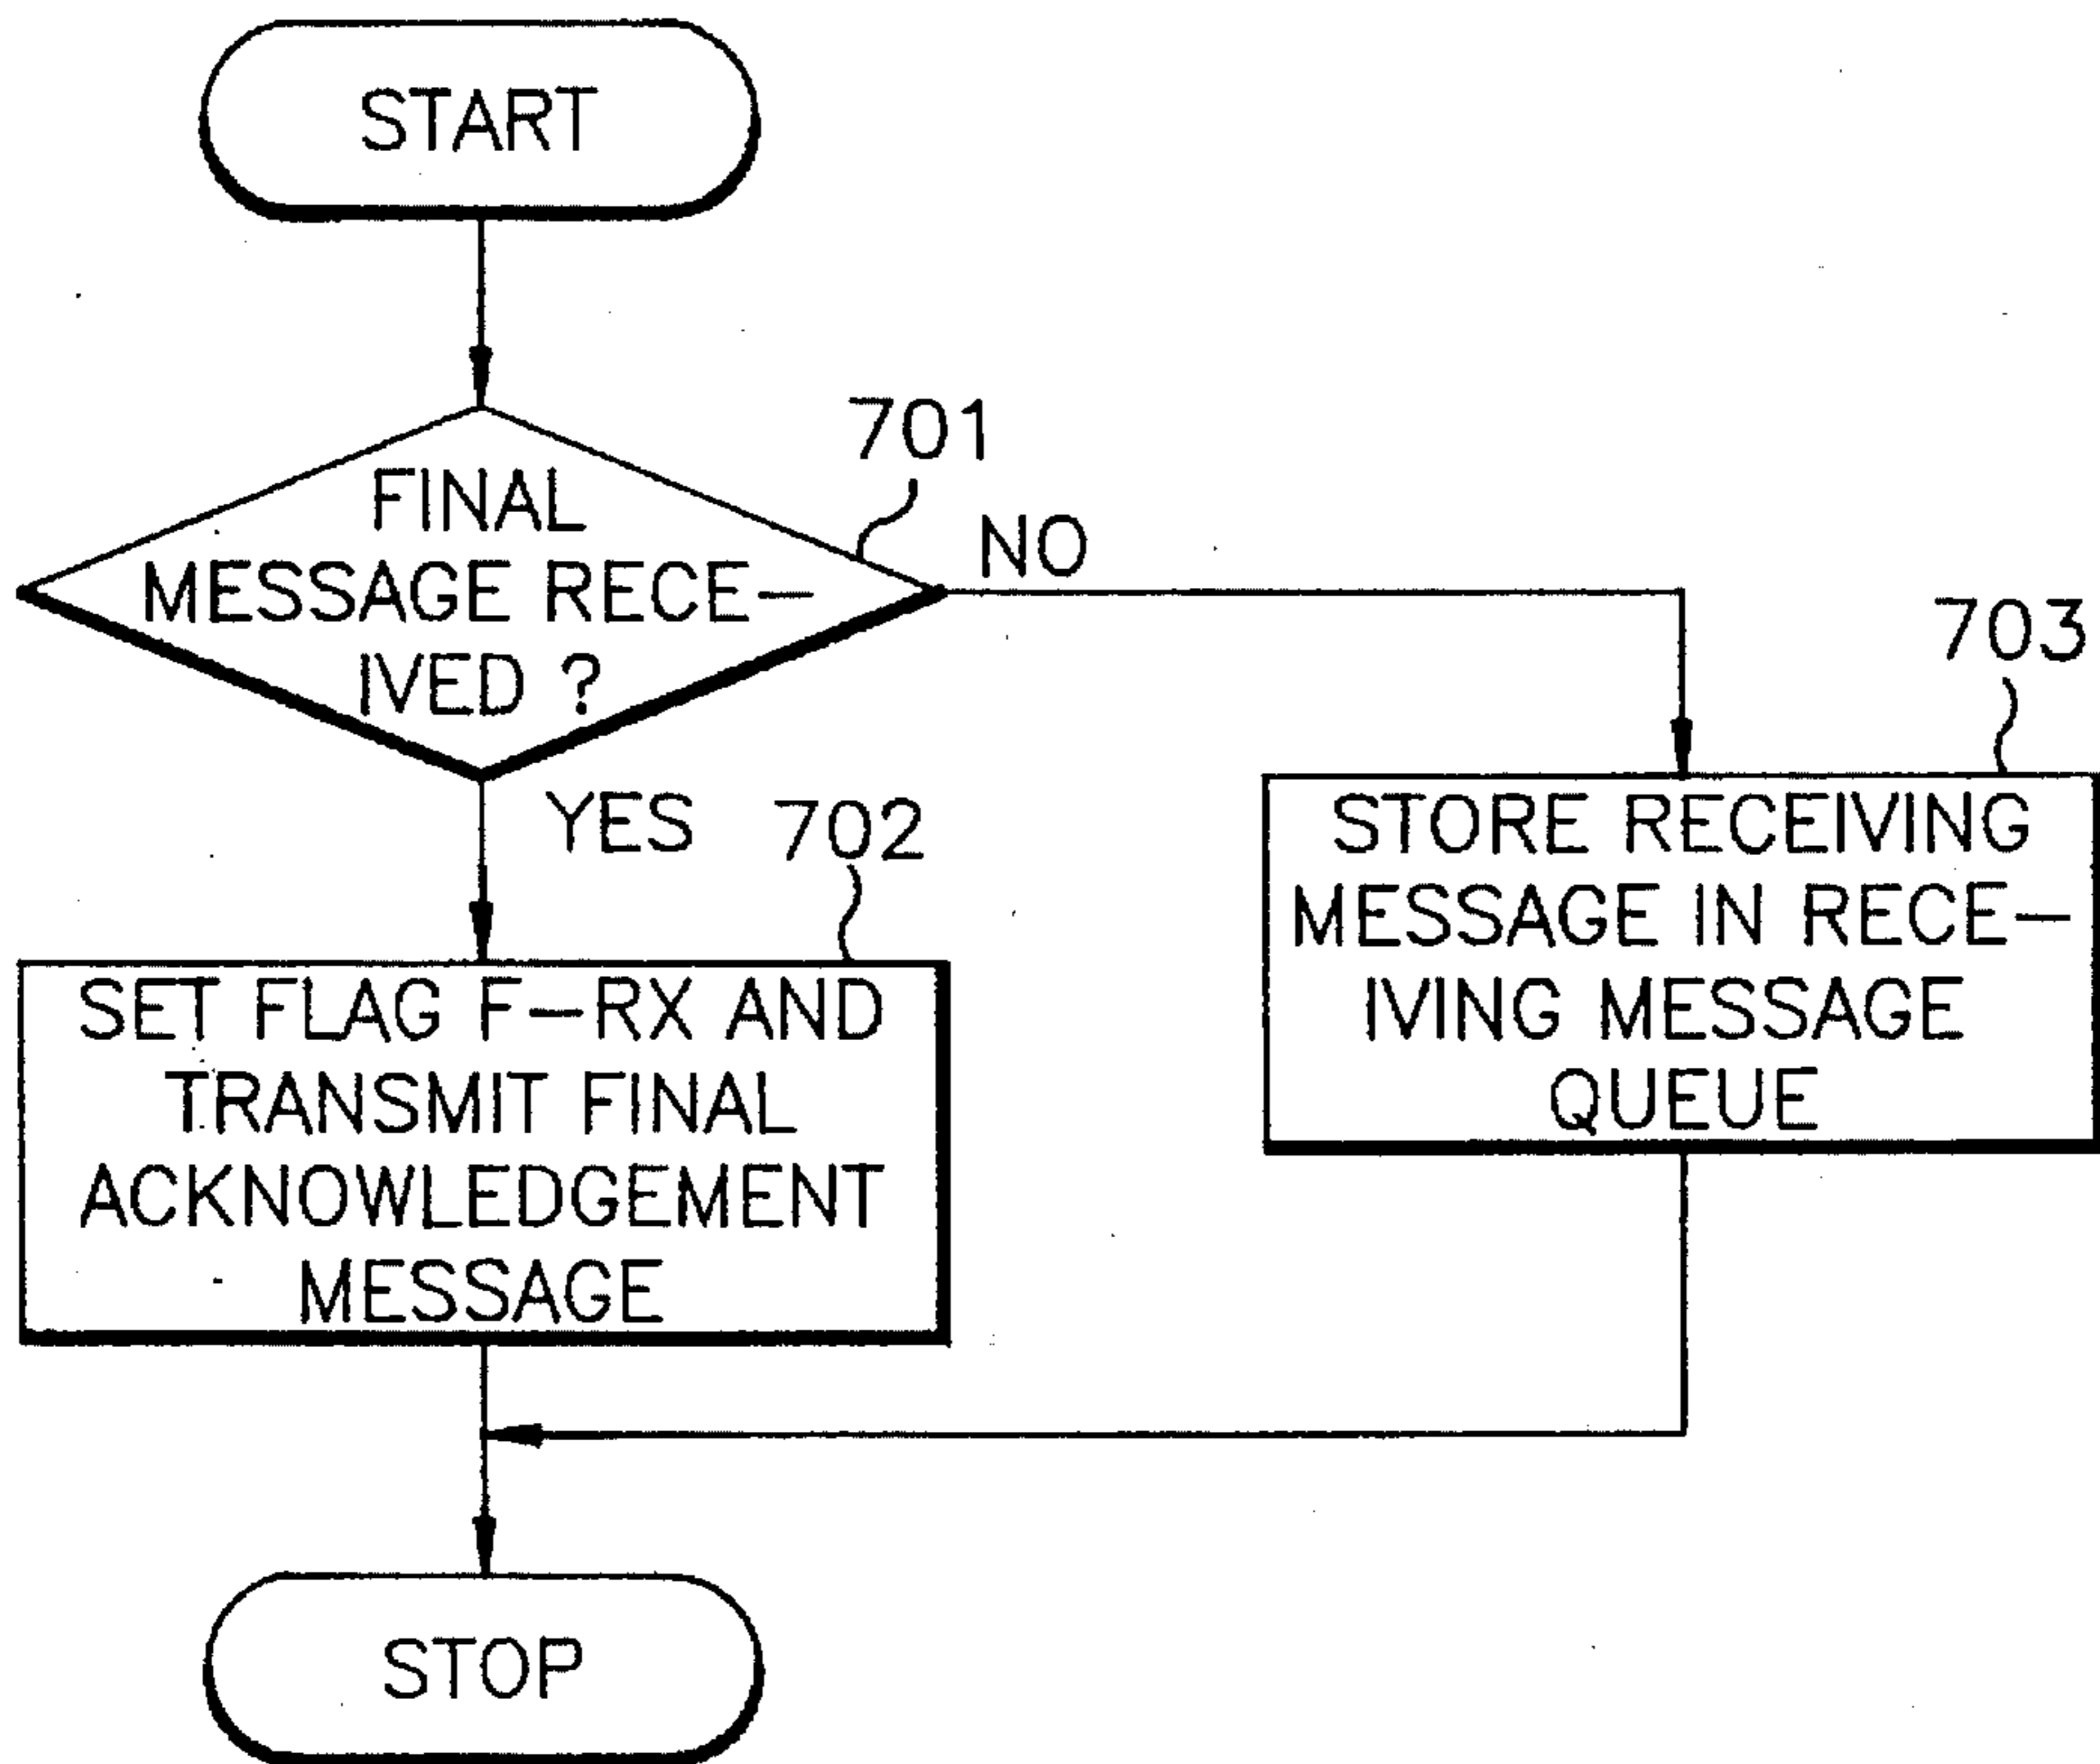 START
701
FINAL
MESSAGE RECE-
IVED ?
NO
703
YES
702
STORE RECEIVING
MESSAGE IN RECE-
IVING MESSAGE
QUEUE
SET FLAG F-RX AND
TRANSMIT FINAL
ACKNOWLEDGEMENT
MESSAGE
STOP